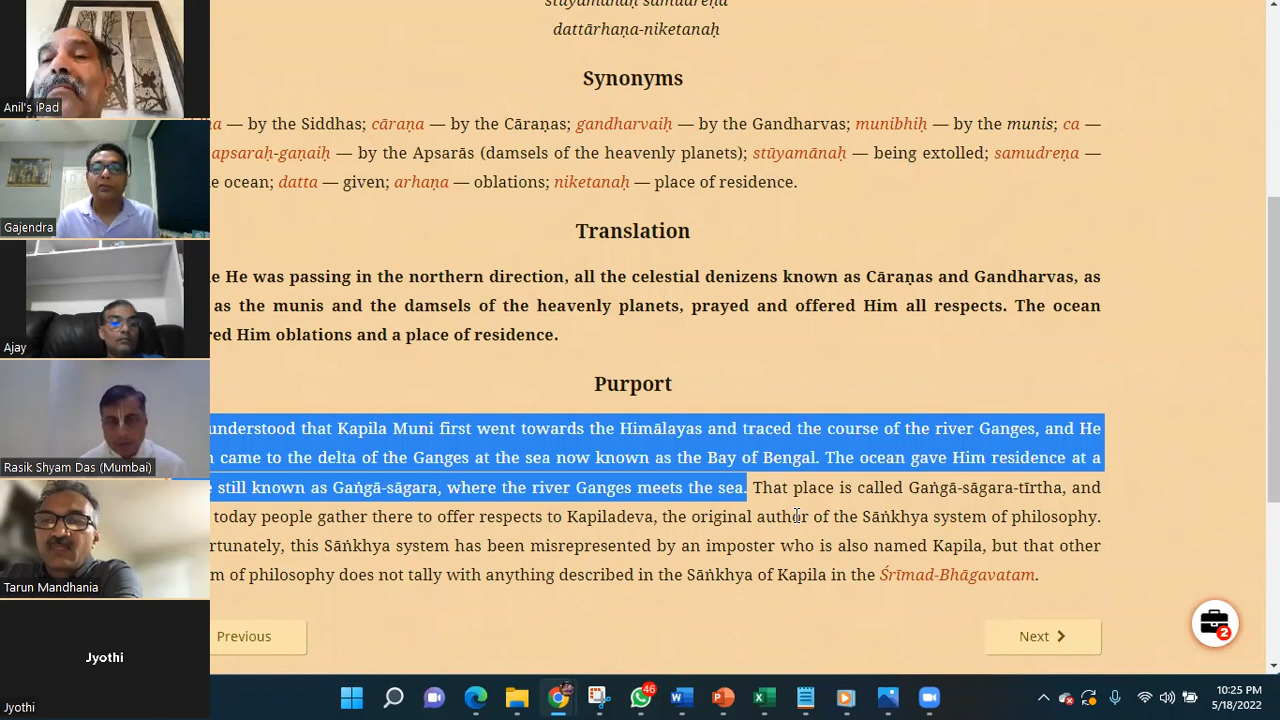 stūyamānaḥ samudreṇa
dattārhaṇa-niketanaḥ
Synonyms
— by the Siddhas; cāraṇa — by the Cāraṇas; gandharvaiḥ — by the Gandharvas; munibhiḥ — by the munis; ca —
apsaraḥ-gaṇaiḥ — by the Apsarās (damsels of the heavenly planets); stūyamānaḥ — being extolled; samudreṇa —
ocean; datta — given; arhaṇa — oblations; niketanaḥ — place of residence.
Translation
He was passing in the northern direction, all the celestial denizens known as Cāraṇas and Gandharvas, as
as the munis and the damsels of the heavenly planets, prayed and offered Him all respects. The ocean
Him oblations and a place of residence.
Purport
understood that Kapila Muni first went towards the Himālayas and traced the course of the river Ganges, and He
came to the delta of the Ganges at the sea now known as the Bay of Bengal. The ocean gave Him residence at a
still known as Gaṅgā-sāgara, where the river Ganges meets the sea. That place is called Gaṅgā-sāgara-tīrtha, and
today people gather there to offer respects to Kapiladeva, the original author of the Sāṅkhya system of philosophy.
this Sāṅkhya system has been misrepresented by an imposter who is also named Kapila, but that other
of philosophy does not tally with anything described in the Sāṅkhya of Kapila in the Śrīmad-Bhāgavatam.
Previous
Next
2
Anil's iPad
Gajendra
Ajay
Rasik Shyam Das (Mumbai)
Tarun Mandhania
Jyothi
Jyothi
46
10:25 PM
5/18/2022